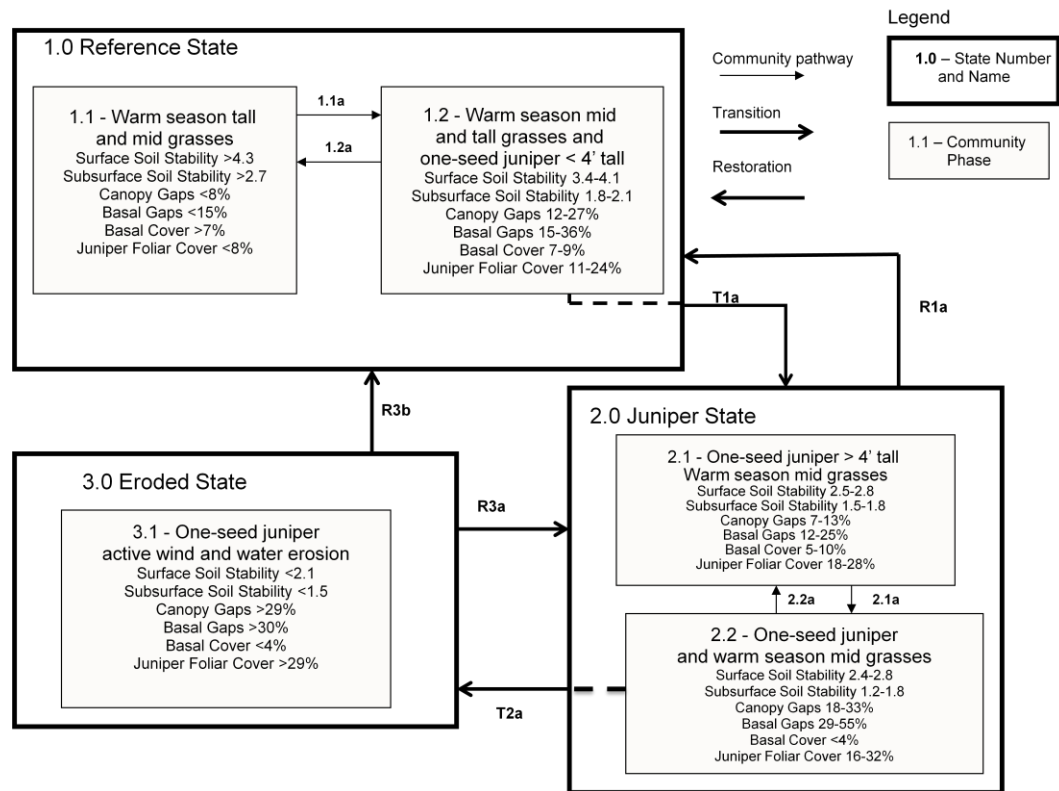 1.0 Reference State
1.1 - Warm season tall
and mid grasses
Surface Soil Stability >4.3
Subsurface Soil Stability >2.7
Canopy Gaps <8%
Basal Gaps <15%
Basal Cover >7%
Juniper Foliar Cover <8%
1.1a
1.2a
1.2 - Warm season mid
and tall grasses and
one-seed juniper < 4' tall
Surface Soil Stability 3.4-4.1
Subsurface Soil Stability 1.8-2.1
Canopy Gaps 12-27%
Basal Gaps 15-36%
Basal Cover 7-9%
Juniper Foliar Cover 11-24%
Legend
Community pathway
Transition
Restoration
1.0 – State Number
and Name
1.1 – Community
Phase
T1a
R1a
R3b
2.0 Juniper State
2.1 - One-seed juniper > 4' tall
Warm season mid grasses
Surface Soil Stability 2.5-2.8
Subsurface Soil Stability 1.5-1.8
Canopy Gaps 7-13%
Basal Gaps 12-25%
Basal Cover 5-10%
Juniper Foliar Cover 18-28%
2.2a
2.1a
2.2 - One-seed juniper
and warm season mid grasses
Surface Soil Stability 2.4-2.8
Subsurface Soil Stability 1.2-1.8
Canopy Gaps 18-33%
Basal Gaps 29-55%
Basal Cover <4%
Juniper Foliar Cover 16-32%
3.0 Eroded State
3.1 - One-seed juniper
active wind and water erosion
Surface Soil Stability <2.1
Subsurface Soil Stability <1.5
Canopy Gaps >29%
Basal Gaps >30%
Basal Cover <4%
Juniper Foliar Cover >29%
R3a
T2a